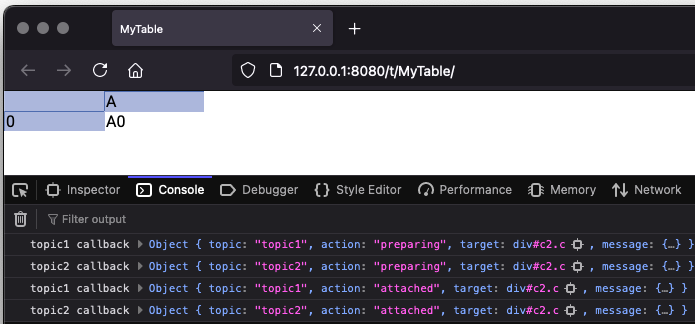 MyTable
127.0.0.1:8080/t/MyTable/
A
0 A0
Inspector Console Debugger Style Editor Performance Memory Network
Filter output
topic1 callback Object { topic: "topic1", action: "preparing", target: div#c2.c , message: {…} }
topic2 callback Object { topic: "topic2", action: "preparing", target: div#c2.c , message: {…} }
topic1 callback Object { topic: "topic1", action: "attached", target: div#c2.c , message: {…} }
topic2 callback Object { topic: "topic2", action: "attached", target: div#c2.c , message: {…} }